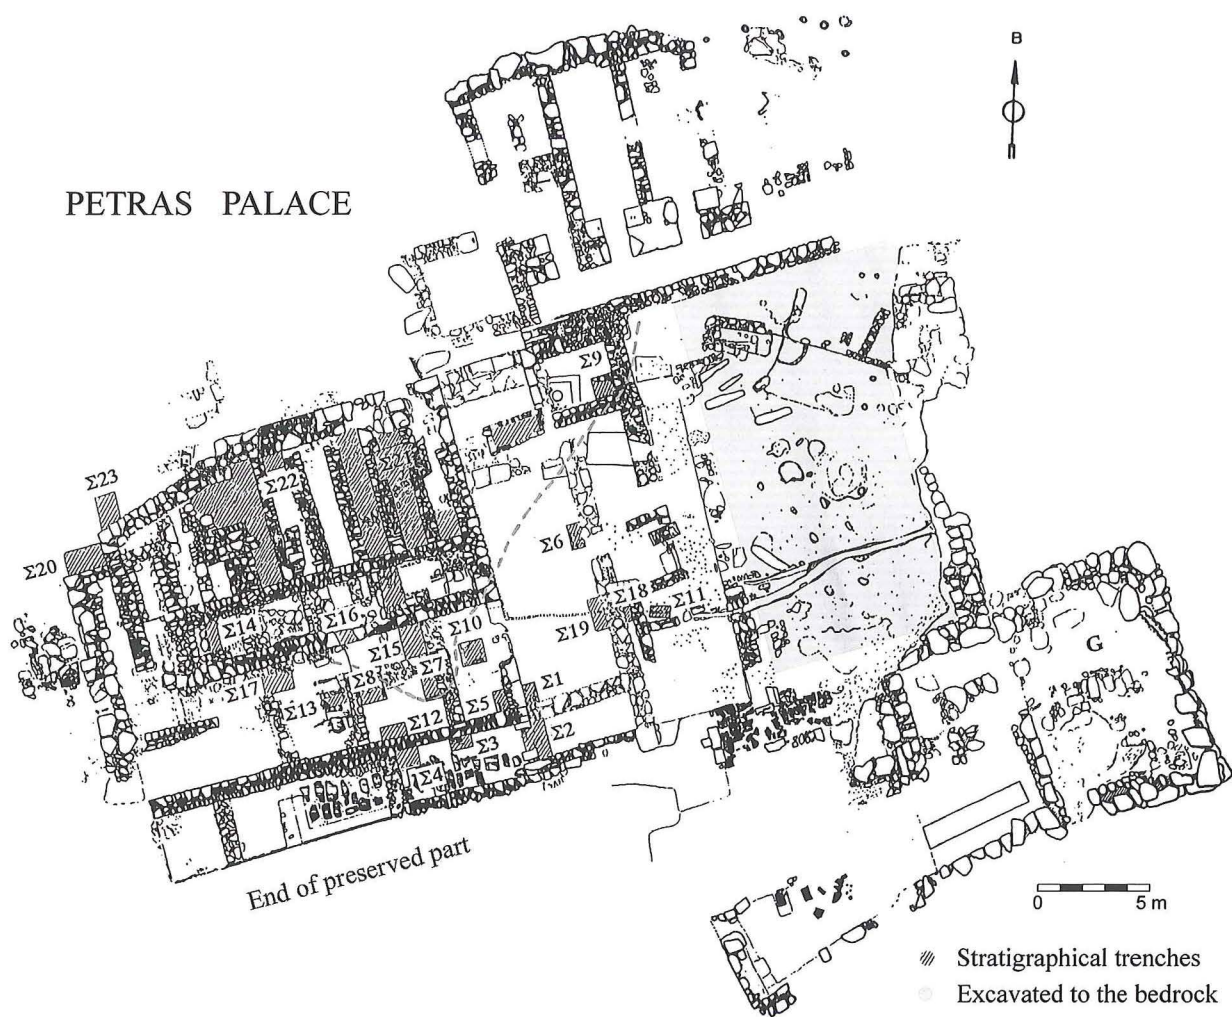 B
PETRAS PALACE
Σ9
Σ22
Σ23
Σ6
Σ20
Σ18
Σ11
Σ14
Σ16
Σ10
Σ19
Σ15
G
Σ7
Σ17
Σ8
Σ1
Σ13
Σ5
Σ12
Σ2
Σ3
Σ4
End of preserved part
0 5 m
Stratigraphical trenches
Excavated to the bedrock